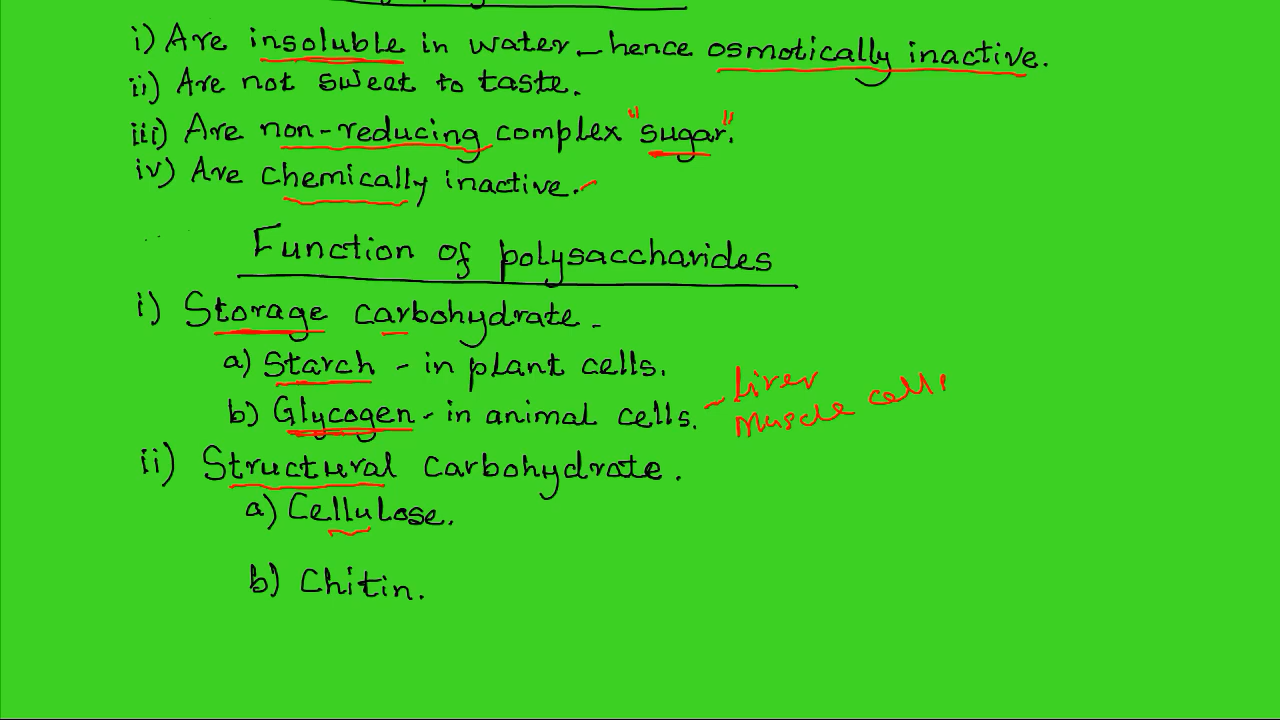 i) Are insoluble in water - hence osmotically inactive.
ii) Are not sweet to taste.
iii) Are non-reducing complex "sugar".
iv) Are chemically inactive.
Function of polysaccharides
i) Storage carbohydrate.
a) Starch - in plant cells.
b) Glycogen - in animal cells. - Liver
Muscle cells
ii) Structural carbohydrate.
a) Cellulose.
b) Chitin.